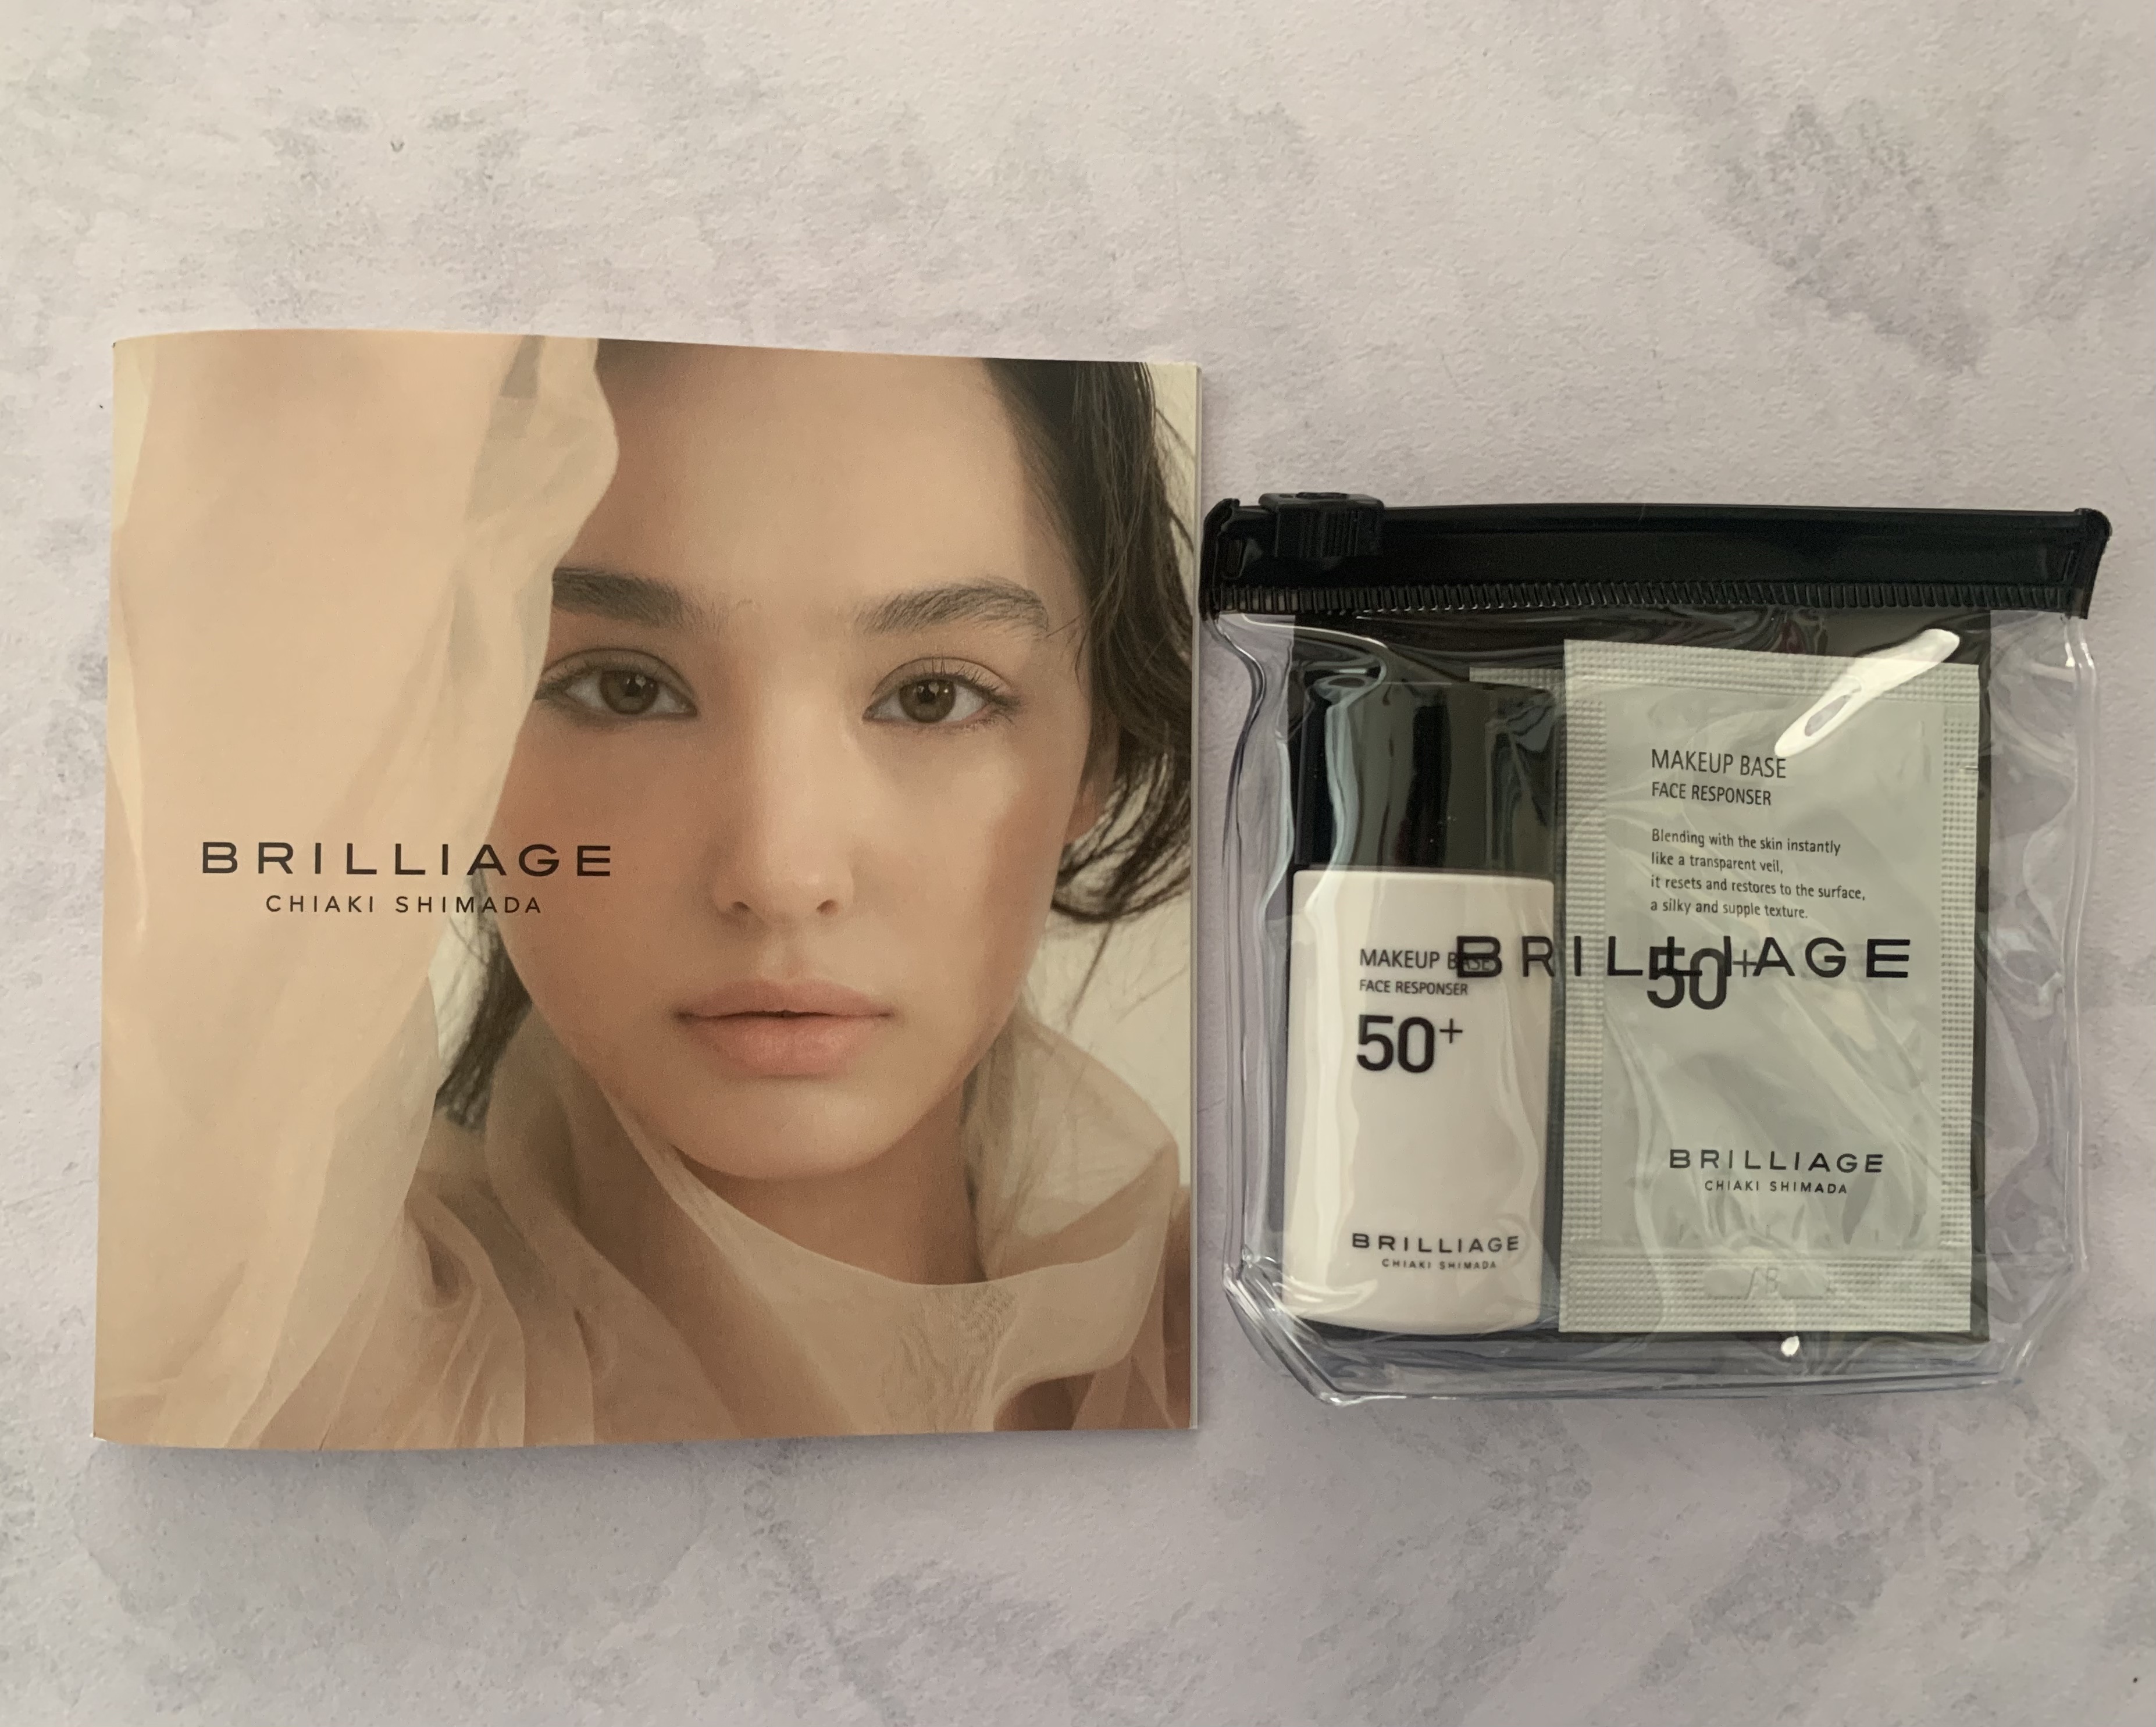 BRILLIAGE
CHIAKI SHIMADA
MAKEUP BASE
FACE RESPONSER
50+
BRILLIAGE
CHIAKI SHIMADA
BRILLIAGE
MAKEUP BASE
FACE RESPONSER
Blending with the skin instantly
like a transparent veil,
it resets and restores to the surface,
a silky and supple texture.
50+
BRILLIAGE
CHIAKI SHIMADA